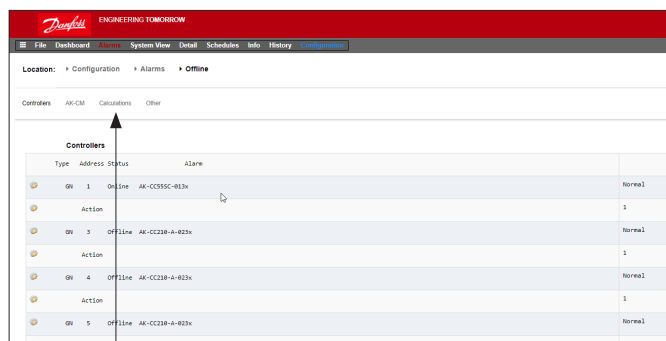 Danfoss ENGINEERING TOMORROW
File Dashboard Alarms System View Detail Schedules Info History Configuration
Location: Configuration Alarms Offline
Controllers AK-CM Calculations Other
Controllers
Type Address Status Alarm
GN 1 Online AK-CC55SC-013x Normal
Action 1
GN 3 Offline AK-CC210-A-023x Normal
Action 1
GN 4 Offline AK-CC210-A-023x Normal
Action 1
GN 5 Offline AK-CC210-A-023x Normal